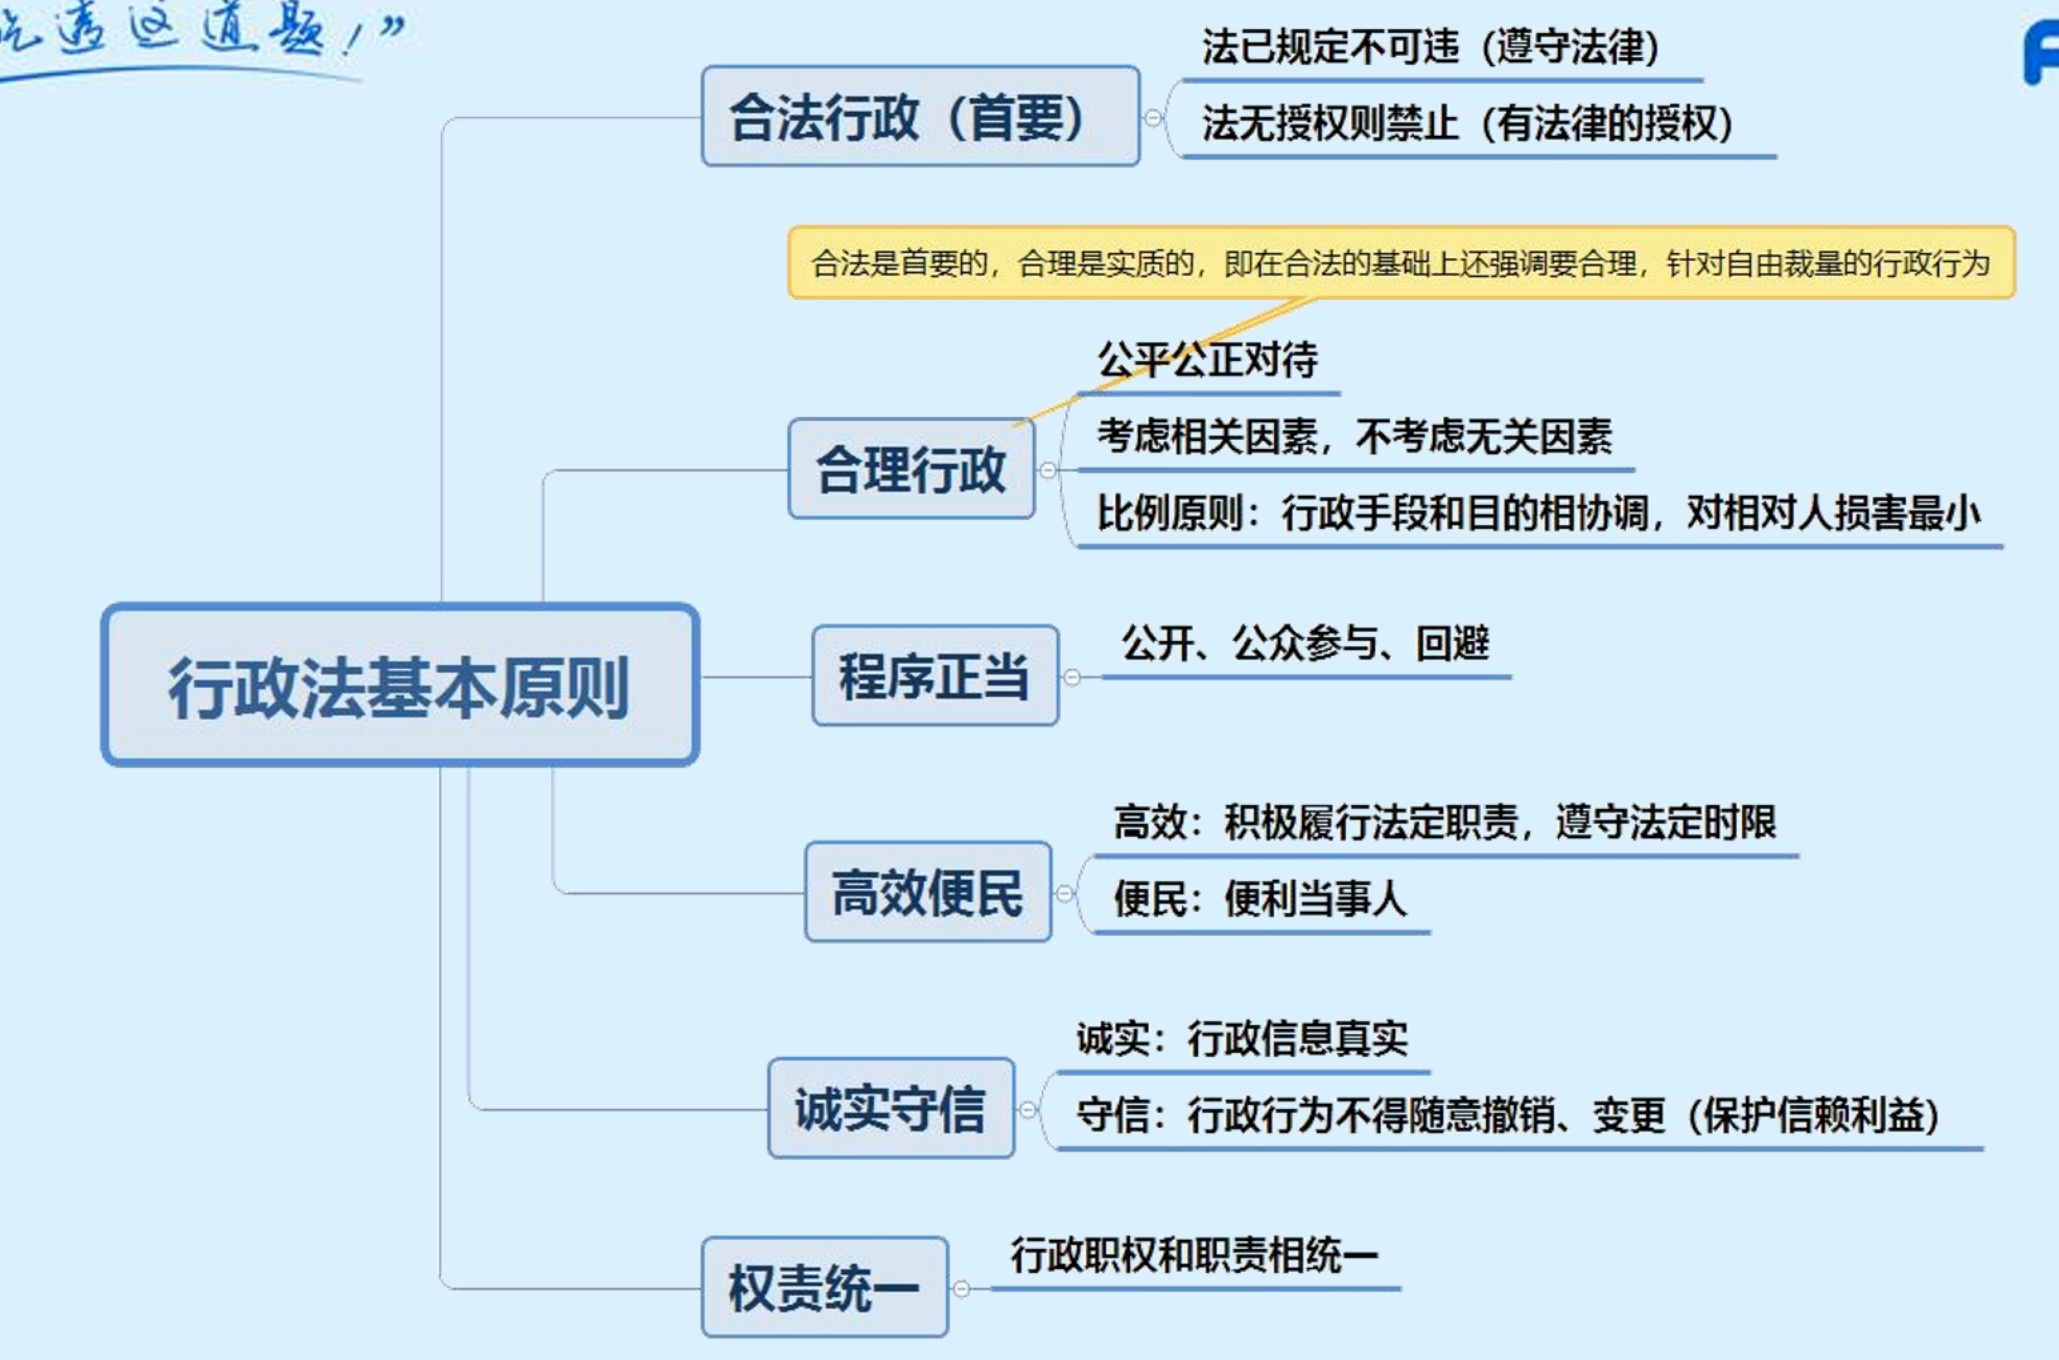 透这道题！”
法已规定不可违（遵守法律）
合法行政（首要）
法无授权则禁止（有法律的授权）
合法是首要的，合理是实质的，即在合法的基础上还强调要合理，针对自由裁量的行政行为
公平公正对待
考虑相关因素，不考虑无关因素
合理行政
比例原则：行政手段和目的相协调，对相对人损害最小
公开、公众参与、回避
程序正当
行政法基本原则
高效：积极履行法定职责，遵守法定时限
高效便民
便民：便利当事人
诚实：行政信息真实
诚实守信
守信：行政行为不得随意撤销、变更（保护信赖利益）
行政职权和职责相统一
权责统一